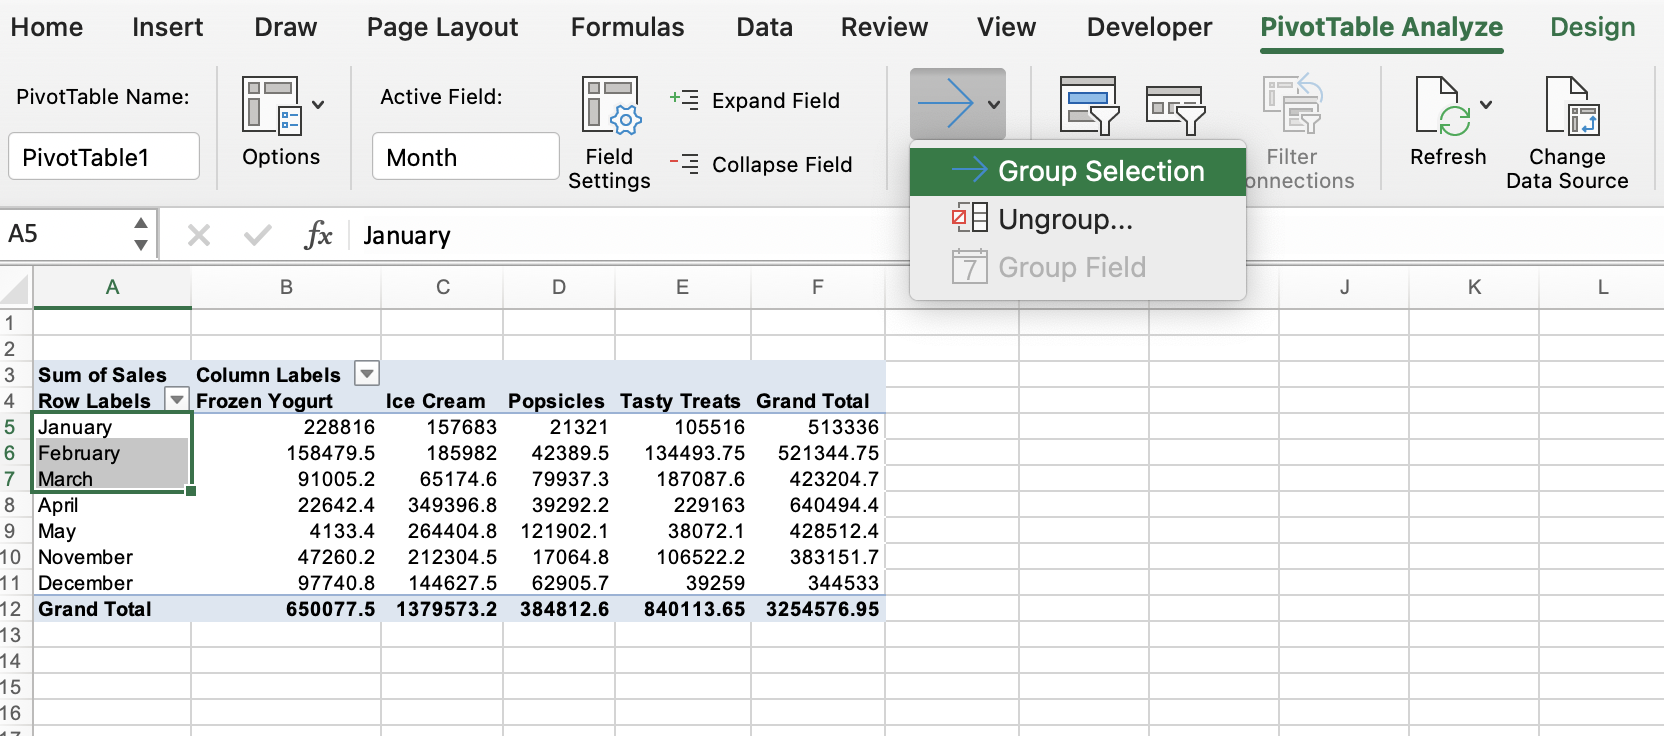 Home Insert Draw Page Layout Formulas Data Review View Developer PivotTable Analyze Design
PivotTable Name: Active Field: Expand Field
PivotTable1 Options Month Field Settings Collapse Field Filter onnections Refresh Change Data Source
Group Selection
Ungroup...
7 Group Field
A5 fx January
A B C D E F J K L
1
2
3 Sum of Sales Column Labels
4 Row Labels Frozen Yogurt Ice Cream Popsicles Tasty Treats Grand Total
5 January 228816 157683 21321 105516 513336
6 February 158479.5 185982 42389.5 134493.75 521344.75
7 March 91005.2 65174.6 79937.3 187087.6 423204.7
8 April 22642.4 349396.8 39292.2 229163 640494.4
9 May 4133.4 264404.8 121902.1 38072.1 428512.4
10 November 47260.2 212304.5 17064.8 106522.2 383151.7
11 December 97740.8 144627.5 62905.7 39259 344533
12 Grand Total 650077.5 1379573.2 384812.6 840113.65 3254576.95
13
14
15
16